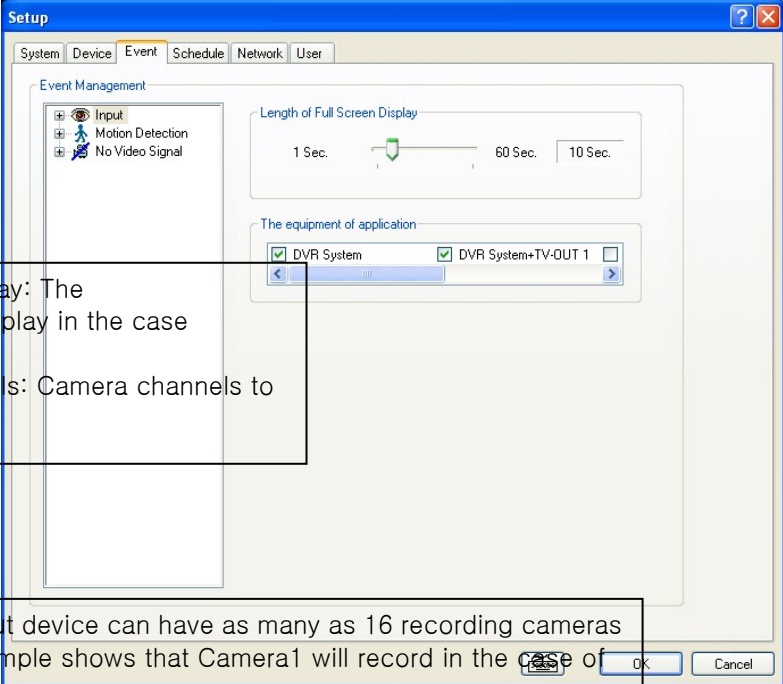 Setup
System Device Event Schedule Network User
Event Management
Input
Motion Detection
No Video Signal
Length of Full Screen Display
1 Sec. 60 Sec. 10 Sec.
The equipment of application
DVR System DVR System+TV-OUT 1
ay: The
play in the case
ls: Camera channels to
ut device can have as many as 16 recording cameras
mple shows that Camera1 will record in the case of
OK Cancel